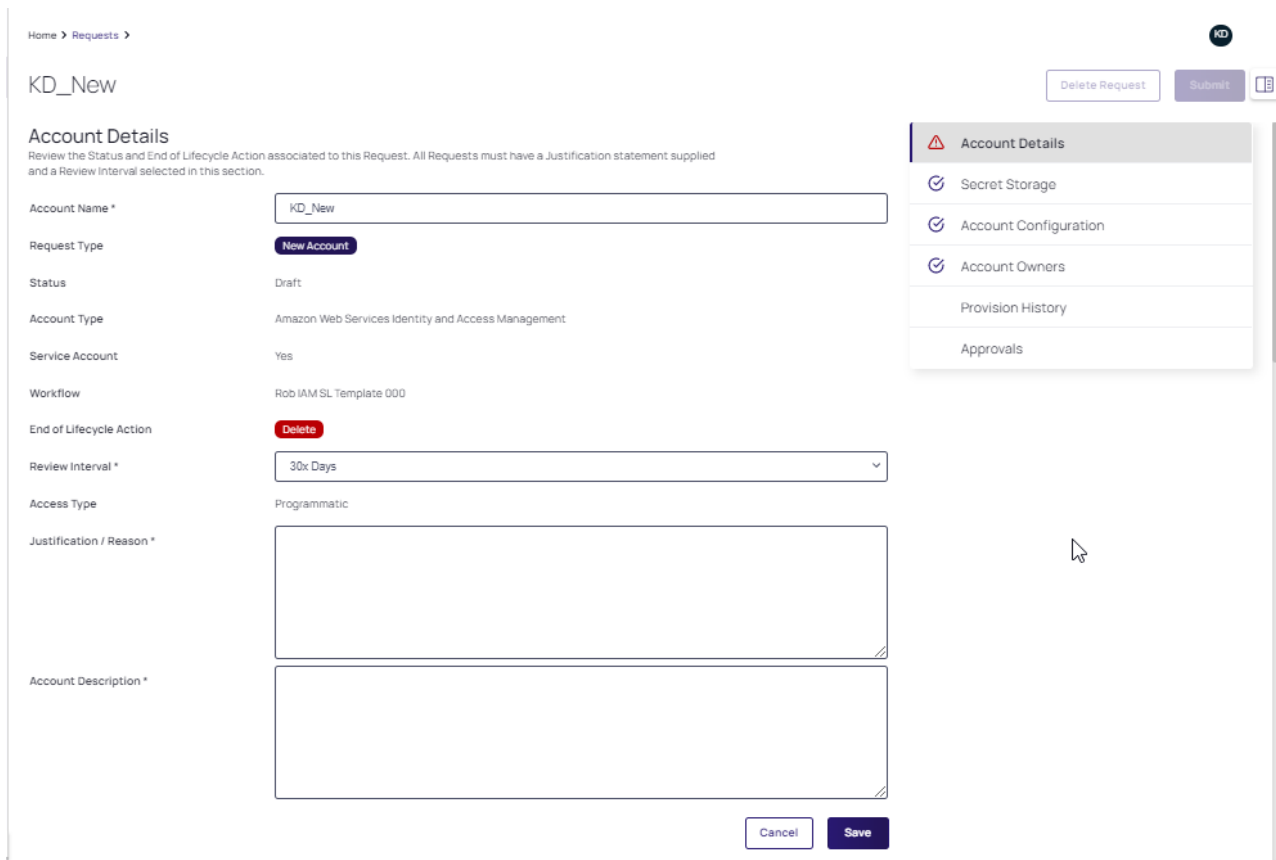 Home > Requests >
KD
KD_New
Delete Request
Submit
Account Details
Review the Status and End of Lifecycle Action associated to this Request. All Requests must have a Justification statement supplied
and a Review Interval selected in this section.
Account Name *
KD_New
Request Type
New Account
Status
Draft
Account Type
Amazon Web Services Identity and Access Management
Service Account
Yes
Workflow
Rob IAM SL Template 000
End of Lifecycle Action
Delete
Review Interval *
30x Days
Access Type
Programmatic
Justification / Reason *
Account Description *
Cancel
Save
Account Details
Secret Storage
Account Configuration
Account Owners
Provision History
Approvals